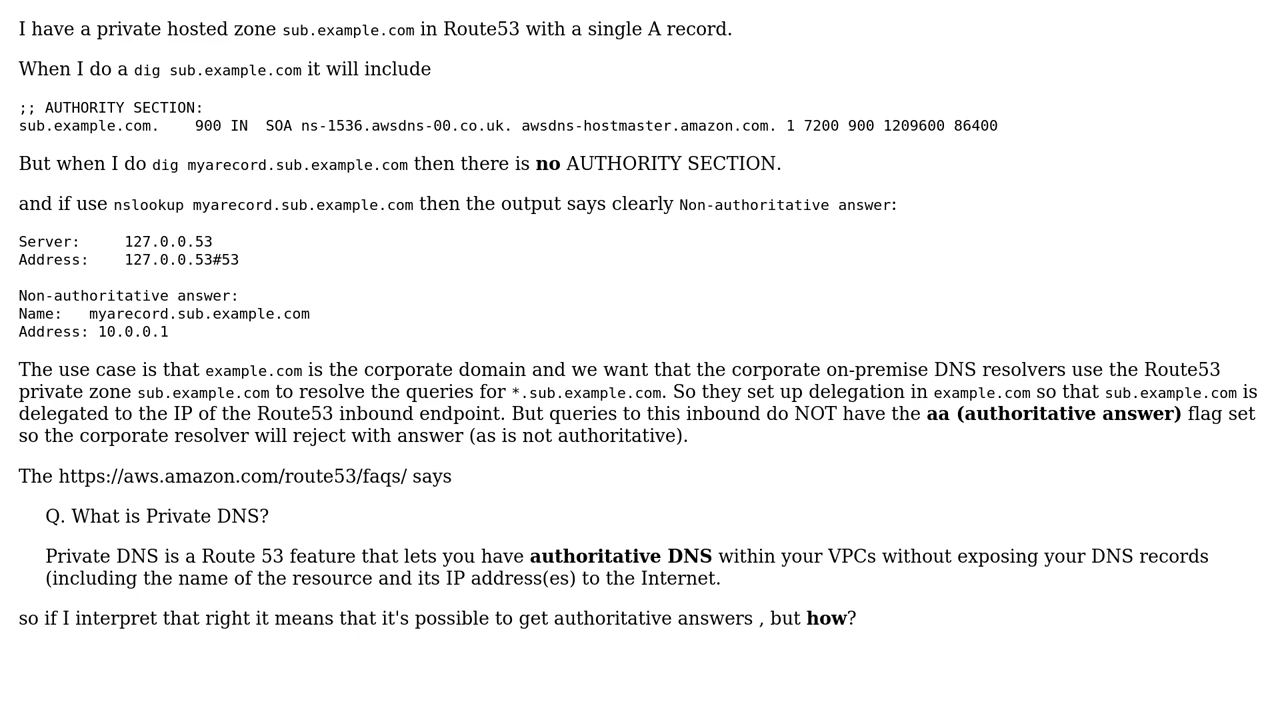 I have a private hosted zone sub.example.com in Route53 with a single A record.
When I do a dig sub.example.com it will include
;; AUTHORITY SECTION:
sub.example.com.    900 IN  SOA ns-1536.awsdns-00.co.uk. awsdns-hostmaster.amazon.com. 1 7200 900 1209600 86400
But when I do dig myarecord.sub.example.com then there is no AUTHORITY SECTION.
and if use nslookup myarecord.sub.example.com then the output says clearly Non-authoritative answer:
Server:     127.0.0.53
Address:    127.0.0.53#53
Non-authoritative answer:
Name:   myarecord.sub.example.com
Address: 10.0.0.1
The use case is that example.com is the corporate domain and we want that the corporate on-premise DNS resolvers use the Route53
private zone sub.example.com to resolve the queries for *.sub.example.com. So they set up delegation in example.com so that sub.example.com is
delegated to the IP of the Route53 inbound endpoint. But queries to this inbound do NOT have the aa (authoritative answer) flag set
so the corporate resolver will reject with answer (as is not authoritative).
The https://aws.amazon.com/route53/faqs/ says
Q. What is Private DNS?
Private DNS is a Route 53 feature that lets you have authoritative DNS within your VPCs without exposing your DNS records
(including the name of the resource and its IP address(es) to the Internet.
so if I interpret that right it means that it's possible to get authoritative answers , but how?